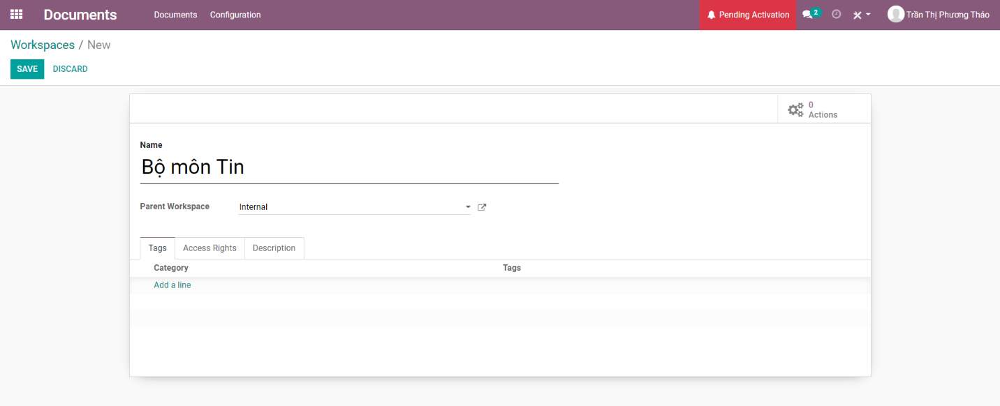 Documents Documents Configuration Pending Activation 2 Trần Thị Phương Thảo
Workspaces / New
SAVE DISCARD
0
Actions
Name
Bộ môn Tin
Parent Workspace Internal
Tags Access Rights Description
Category Tags
Add a line